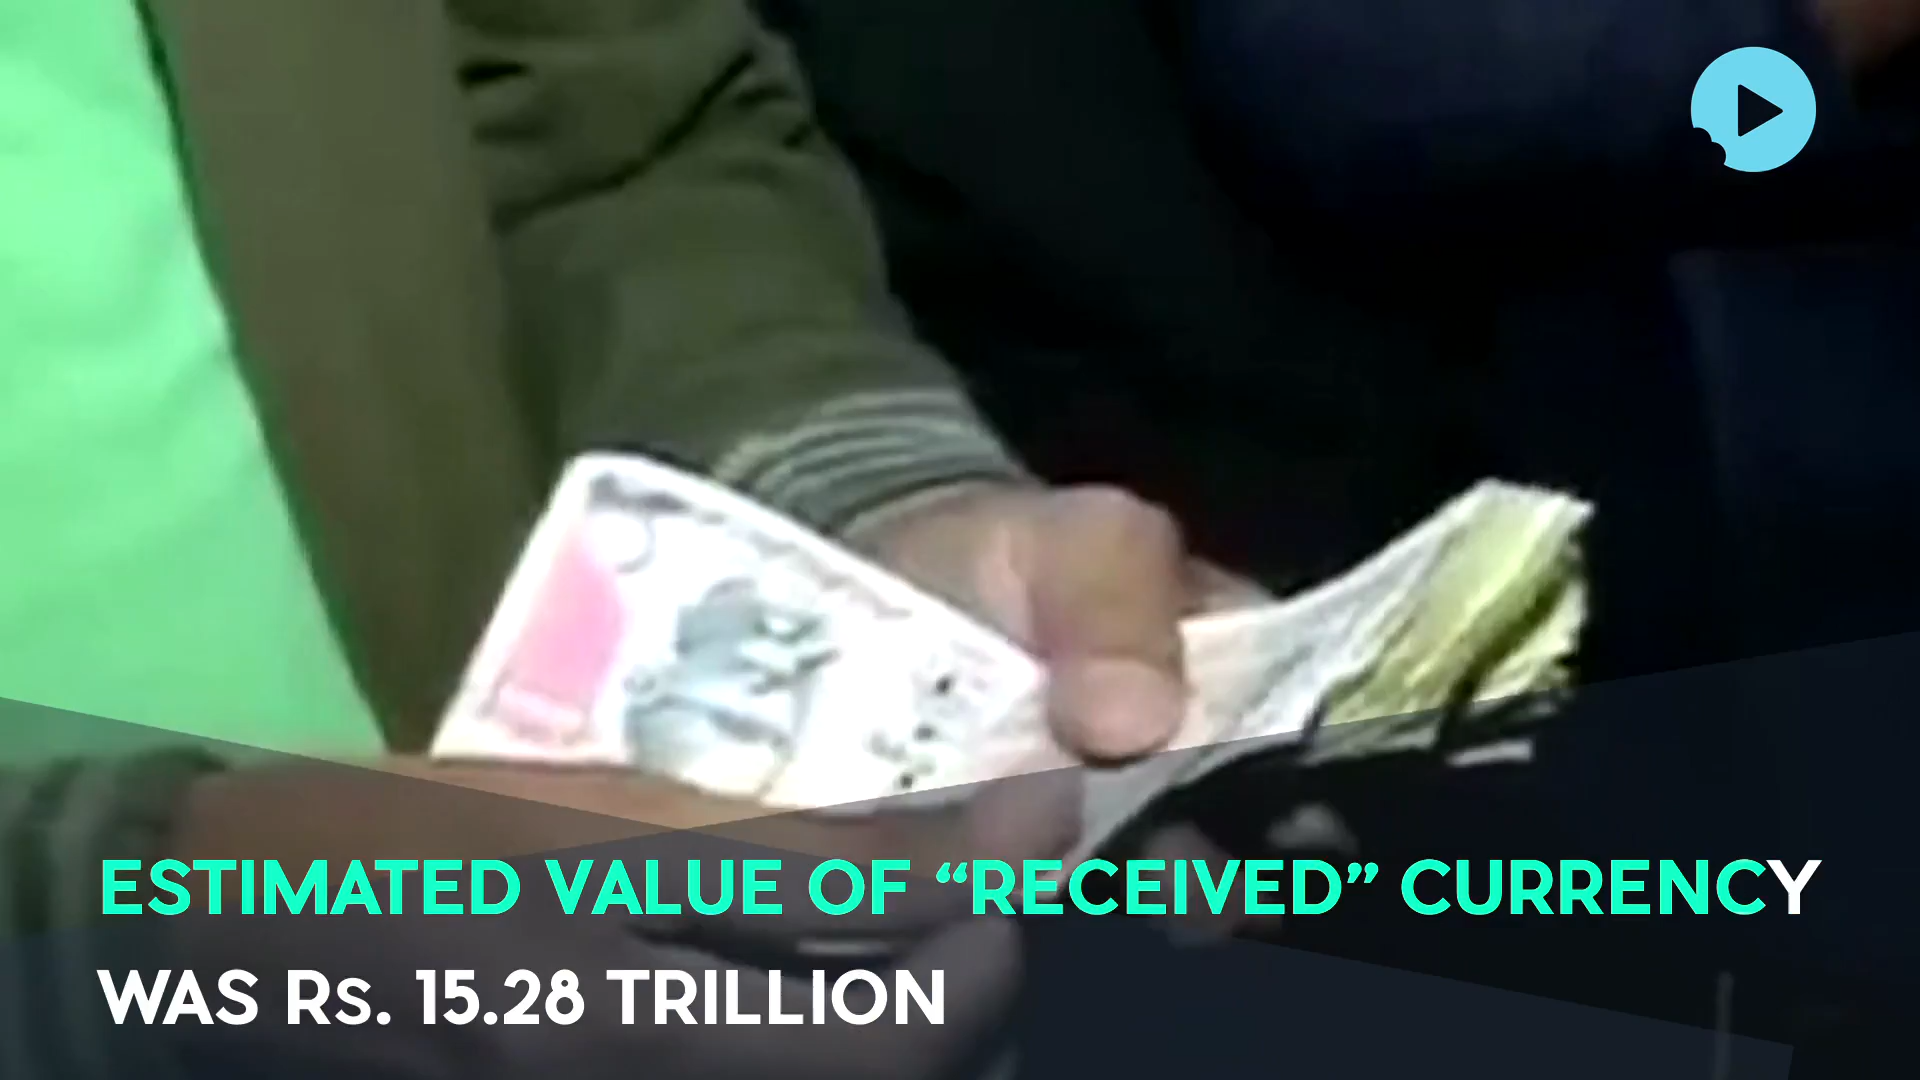 ESTIMATED VALUE OF “RECEIVED” CURRENCY
WAS Rs. 15.28 TRILLION